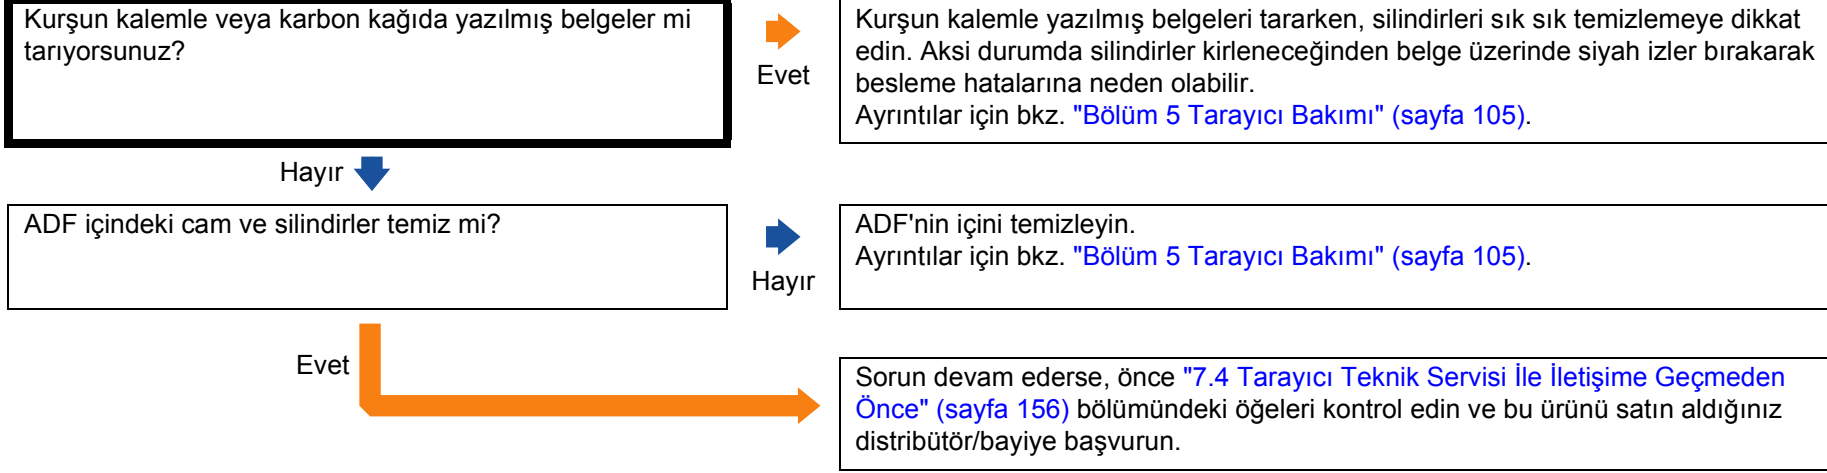 Kurşun kalemle veya karbon kağıda yazılmış belgeler mi
tarıyorsunuz?
Evet
Kurşun kalemle yazılmış belgeleri tararken, silindirleri sık sık temizlemeye dikkat
edin. Aksi durumda silindirler kirleneceğinden belge üzerinde siyah izler bırakarak
besleme hatalarına neden olabilir.
Ayrıntılar için bkz. "Bölüm 5 Tarayıcı Bakımı" (sayfa 105).
Hayır
ADF içindeki cam ve silindirler temiz mi?
Hayır
ADF'nin içini temizleyin.
Ayrıntılar için bkz. "Bölüm 5 Tarayıcı Bakımı" (sayfa 105).
Evet
Sorun devam ederse, önce "7.4 Tarayıcı Teknik Servisi İle İletişime Geçmeden
Önce" (sayfa 156) bölümündeki öğeleri kontrol edin ve bu ürünü satın aldığınız
distribütör/bayiye başvurun.